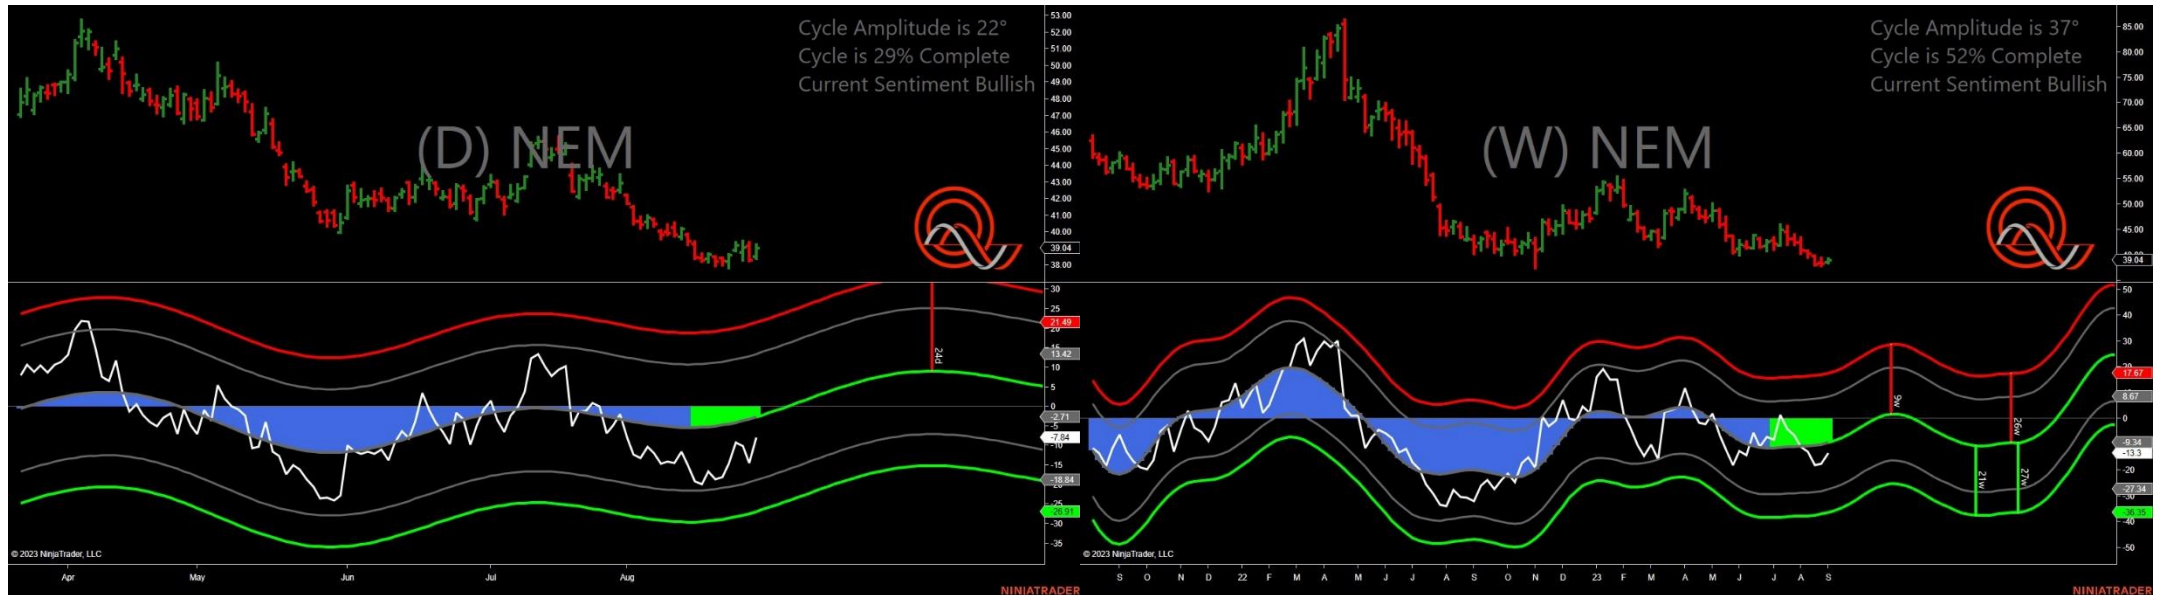 Cycle Amplitude is 22°
Cycle is 29% Complete
Current Sentiment Bullish
(D) NEM
53.00
52.00
51.00
50.00
49.00
48.00
47.00
46.00
45.00
44.00
43.00
42.00
41.00
40.00
39.04
38.00
30
25
21.49
20
15
13.42
10
5
0
-2.71
-5
-7.84
-10
-15
-18.84
-26.91
-30
-35
24d
© 2023 NinjaTrader, LLC
Apr
May
Jun
Jul
Aug
NINJATRADER
Cycle Amplitude is 37°
Cycle is 52% Complete
Current Sentiment Bullish
(W) NEM
85.00
80.00
75.00
70.00
65.00
60.00
55.00
50.00
45.00
39.04
50
40
30
20
17.67
8.67
0
-9.34
-13.3
-20
-27.34
-30
-36.35
-40
-50
9w
26w
21w
27w
© 2023 NinjaTrader, LLC
S
O
N
D
22
F
M
A
M
J
J
A
S
O
N
D
23
F
M
A
M
J
J
A
S
NINJATRADER